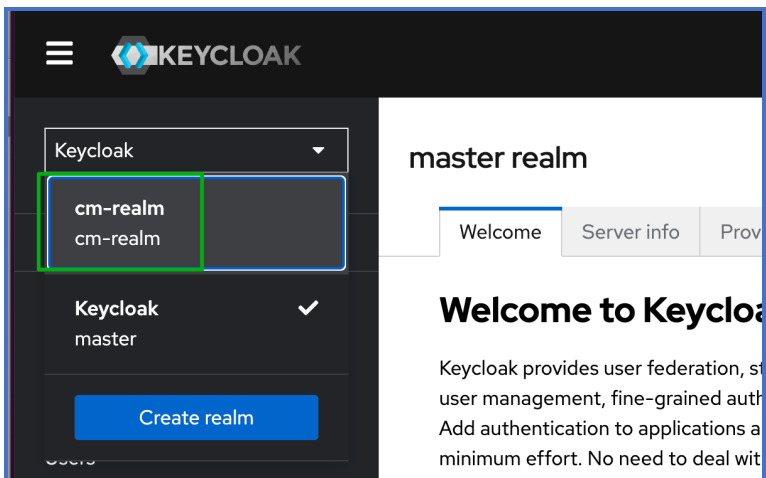 KEYCLOAK
Keycloak
cm-realm
cm-realm
Keycloak
master
Create realm
Users
master realm
Welcome
Server info
Prov
Welcome to Keycloa
Keycloak provides user federation, st
user management, fine-grained auth
Add authentication to applications a
minimum effort. No need to deal wit